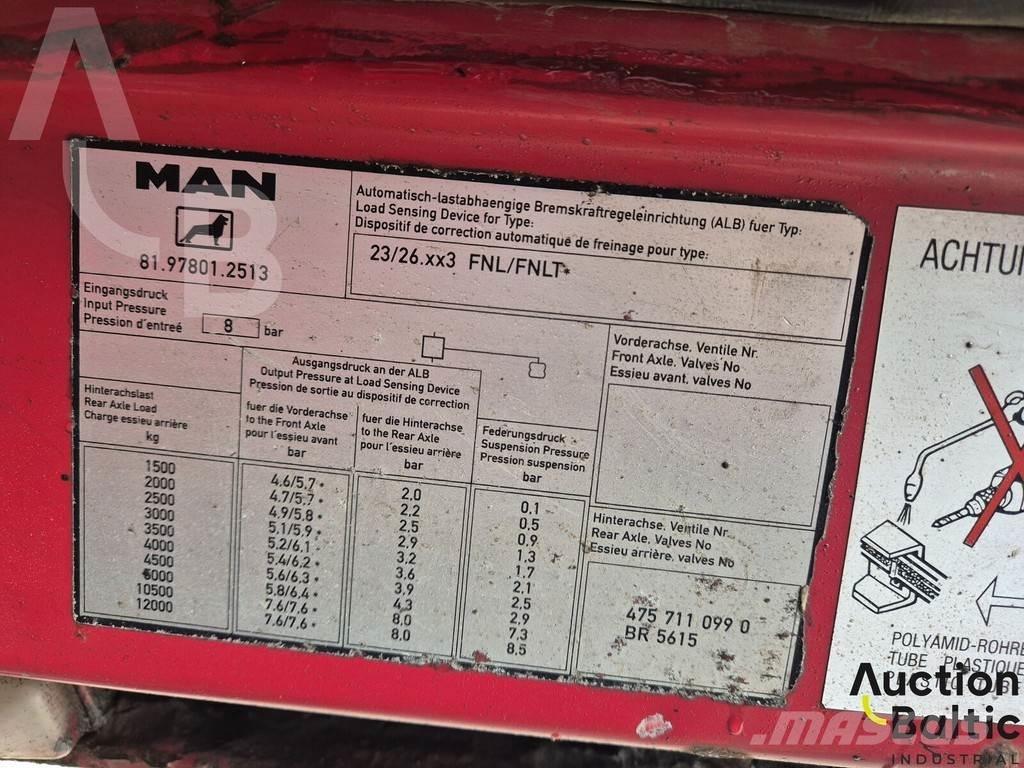 MAN
81.97801.2513
Automatisch-lastabhaengige Bremskraftregeleinrichtung (ALB) fuer Typ:
Load Sensing Device for Type:
Dispositif de correction automatique de freinage pour type:
23/26.xx3 FNL/FNLT*
Eingangsdruck
Input Pressure
Pression d'entreé
8 bar
Hinterachslast
Rear Axle Load
Charge essieu arrière
kg
Ausgangsdruck an der ALB
Output Pressure at Load Sensing Device
Pression de sortie au dispositif de correction
fuer die Vorderachse
to the Front Axle
pour l'essieu avant
bar
fuer die Hinterachse
to the Rear Axle
pour l'essieu arrière
bar
Federungsdruck
Suspension Pressure
Pression suspension
bar
1500 4.6/5.7* 2.0 0.1
2000 4.7/5.7* 2.2 0.5
2500 4.9/5.8* 2.5 0.9
3000 5.1/5.9* 2.9 1.3
3500 5.2/6.1* 3.2 1.7
4000 5.4/6.2* 3.6 2.1
4500 5.6/6.3* 3.9 2.5
5000 5.8/6.4* 4.3 2.9
10500 7.6/7.6* 8.0 7.3
12000 7.6/7.6* 8.0 8.5
Vorderachse, Ventile Nr.
Front Axle, Valves No
Essieu avant, valves No
Hinterachse, Ventile Nr
Rear Axle, Valves No
Essieu arrière, valves No
475 711 099 0
BR 5615
ACHTUN
POLYAMID-ROHRE
TUBE PLASTIQUE
Auction
Baltic
INDUSTRIAL
MASCUS
AB